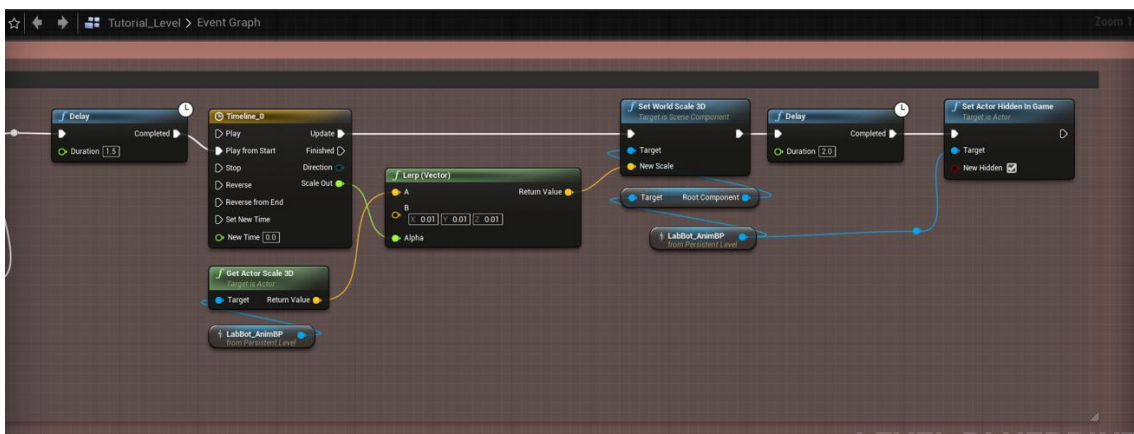 Tutorial_Level > Event Graph
Zoom 1
Delay
Completed
Duration 1.5
Timeline_0
Play
Update
Play from Start
Finished
Stop
Direction
Reverse
Scale Out
Reverse from End
Set New Time
New Time 0.0
Get Actor Scale 3D
Target is Actor
Target
Return Value
LabBot_AnimBP
from Persistent Level
Lerp (Vector)
A
Return Value
B
X 0.01 Y 0.01 Z 0.01
Alpha
Set World Scale 3D
Target is Scene Component
Target
New Scale
Target
Root Component
LabBot_AnimBP
from Persistent Level
Delay
Completed
Duration 2.0
Set Actor Hidden In Game
Target is Actor
Target
New Hidden